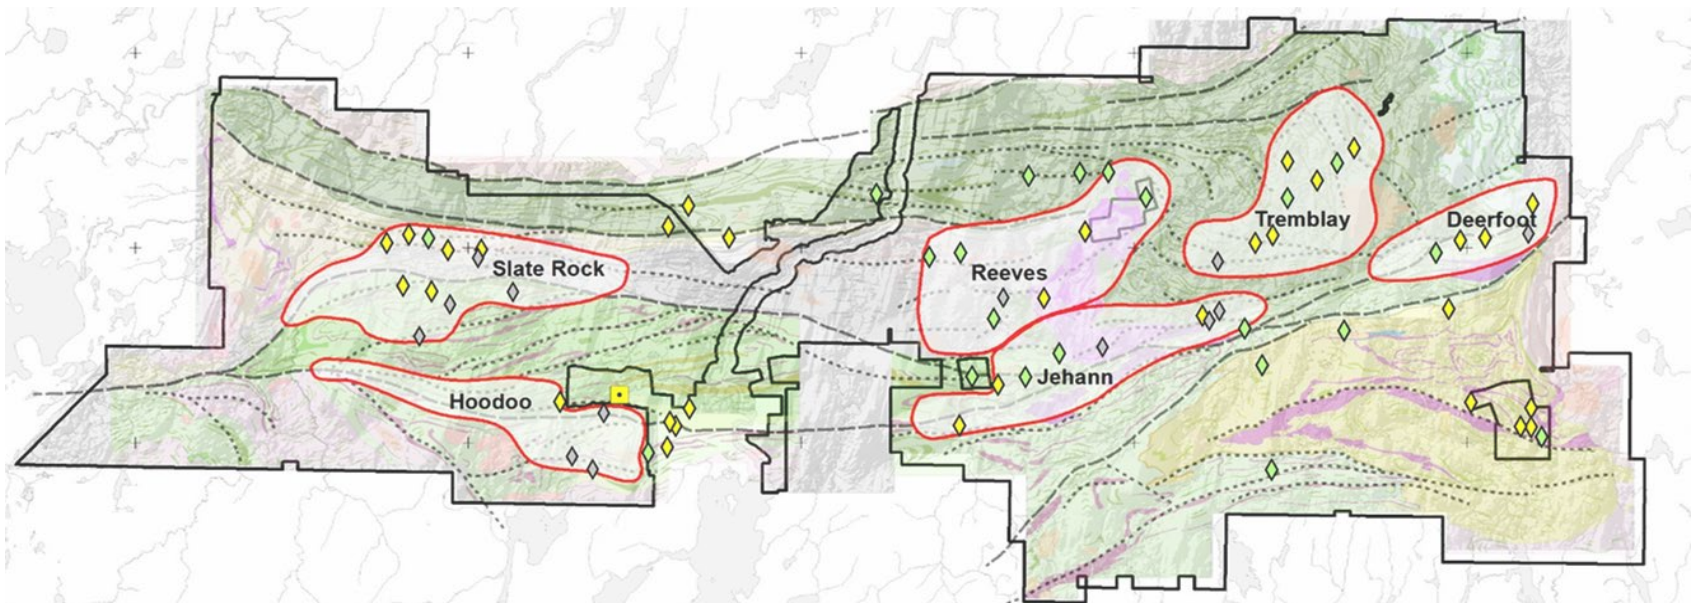 Slate Rock
Reeves
Tremblay
Deerfoot
Hoodoo
Jehann